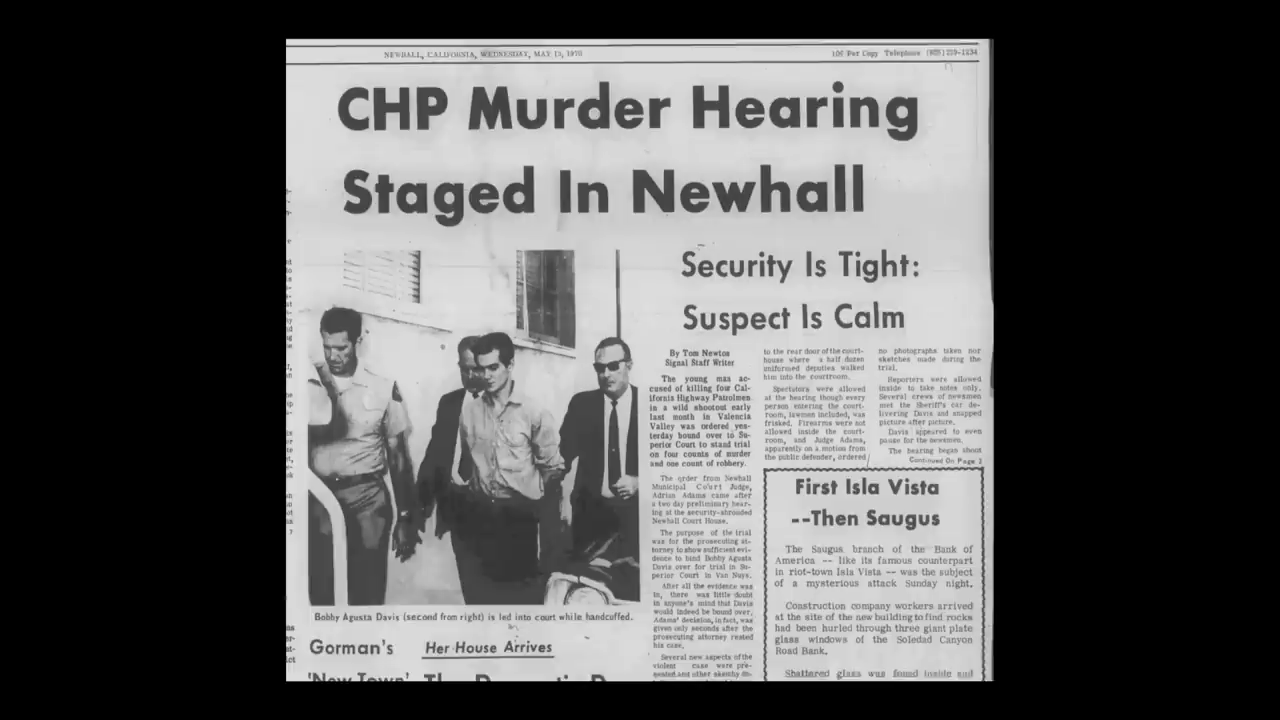 NEWHALL, CALIFORNIA, WEDNESDAY, MAY 13, 1970
10¢ Per Copy Telephone (805) 259-1234
CHP Murder Hearing
Staged In Newhall
Security Is Tight:
Suspect Is Calm
By Tom Newton
Signal Staff Writer
The young man ac-
cused of killing four Cal-
ifornia Highway Patrolmen
in a wild shootout early
last month in Valencia
Valley was ordered yes-
terday bound over to Su-
perior Court to stand trial
on four counts of murder
and one count of robbery.
The order from Newhall
Municipal Court Judge,
Adrian Adams came after
a two day preliminary hear-
ing at the security-shrouded
Newhall Court House.
The purpose of the trial
was for the prosecuting at-
torney to show sufficient evi-
dence to bind Bobby Agusta
Davis over for trial in Su-
perior Court in Van Nuys.
After all the evidence was
in, there was little doubt
in anyone's mind that Davis
would indeed be bound over.
Adams' decision, in fact, was
given only seconds after the
prosecuting attorney rested
his case.
Several new aspects of the
violent case were pre-
sented and other sketchy
to the rear door of the court-
house where a half dozen
uniformed deputies walked
him into the courtroom.
Spectators were allowed
at the hearing though every
person entering the court-
room, lawmen included, was
frisked. Firearms were not
allowed inside the court-
room, and Judge Adams,
apparently on a motion from
the public defender, ordered
no photographs taken nor
sketches made during the
trial.
Reporters were allowed
inside to take notes only.
Several crews of newsmen
met the Sheriff's car de-
livering Davis and snapped
picture after picture.
Davis appeared to even
pause for the newsmen.
The hearing began shoot
Continued On Page 2
First Isla Vista
--Then Saugus
The Saugus branch of the Bank of
America -- like its famous counterpart
in riot-town Isla Vista -- was the subject
of a mysterious attack Sunday night.
Construction company workers arrived
at the site of the new building to find rocks
had been hurled through three giant plate
glass windows of the Soledad Canyon
Road Bank.
Shattered glass was found inside and
Bobby Agusta Davis (second from right) is led into court while handcuffed.
Gorman's
'New Town'
Her House Arrives